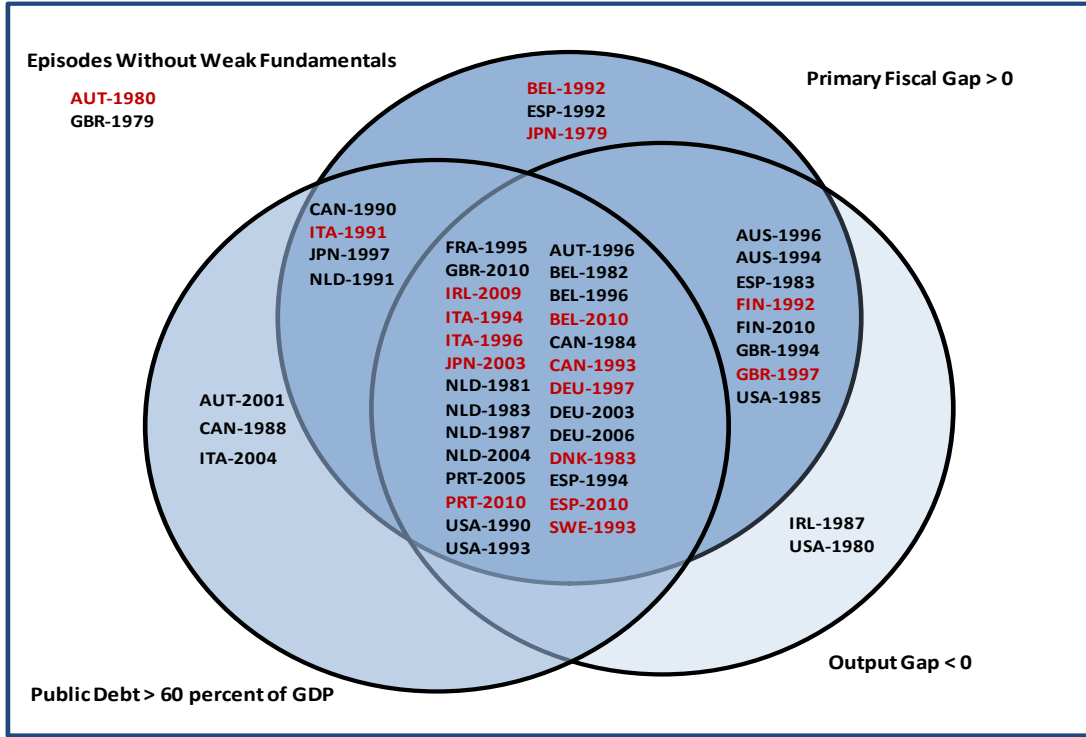 Episodes Without Weak Fundamentals
AUT-1980
GBR-1979
Primary Fiscal Gap > 0
BEL-1992
ESP-1992
JPN-1979
CAN-1990
ITA-1991
JPN-1997
NLD-1991
FRA-1995
GBR-2010
IRL-2009
ITA-1994
ITA-1996
JPN-2003
NLD-1981
NLD-1983
NLD-1987
NLD-2004
PRT-2005
PRT-2010
USA-1990
USA-1993
AUT-1996
BEL-1982
BEL-1996
BEL-2010
CAN-1984
CAN-1993
DEU-1997
DEU-2003
DEU-2006
DNK-1983
ESP-1994
ESP-2010
SWE-1993
AUS-1996
AUS-1994
ESP-1983
FIN-1992
FIN-2010
GBR-1994
GBR-1997
USA-1985
AUT-2001
CAN-1988
ITA-2004
IRL-1987
USA-1980
Output Gap < 0
Public Debt > 60 percent of GDP